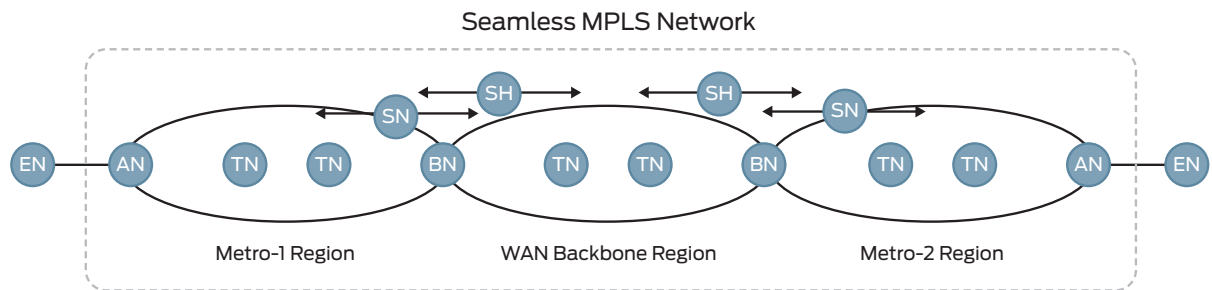 Seamless MPLS Network
SH
SH
SN
SN
EN
AN
TN
TN
BN
TN
TN
BN
TN
TN
AN
EN
Metro-1 Region
WAN Backbone Region
Metro-2 Region